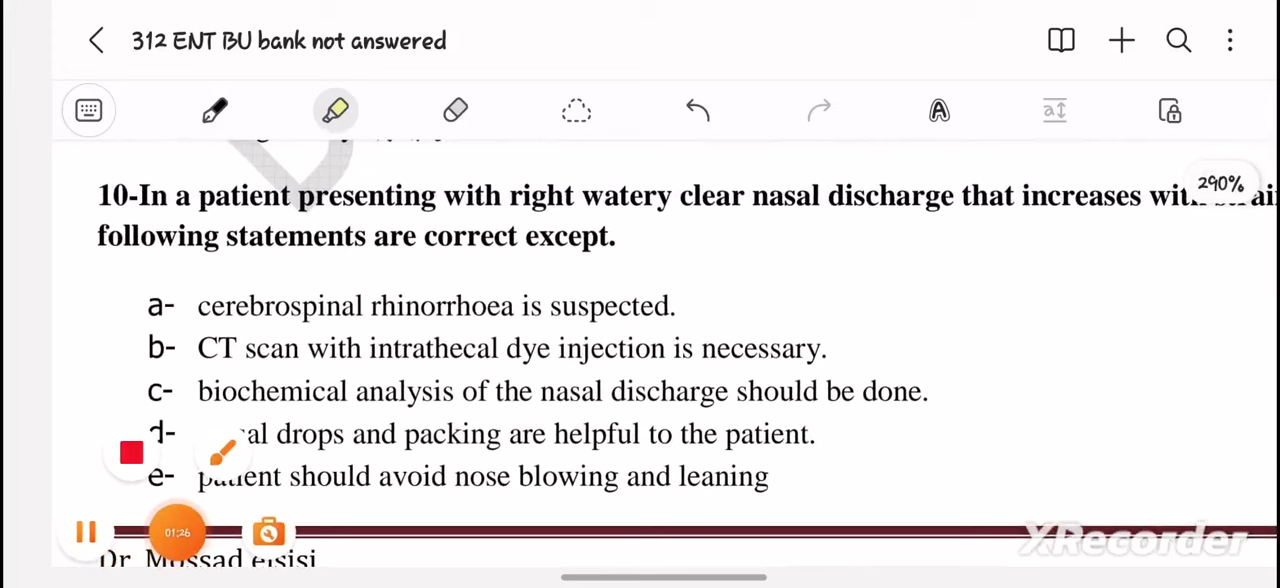 312 ENT BU bank not answered
290%
10-In a patient presenting with right watery clear nasal discharge that increases
following statements are correct except.
a- cerebrospinal rhinorrhoea is suspected.
b- CT scan with intrathecal dye injection is necessary.
c- biochemical analysis of the nasal discharge should be done.
d- drops and packing are helpful to the patient.
e- patient should avoid nose blowing and leaning
01:26
XRecorder
Dr. Mossad elsisi